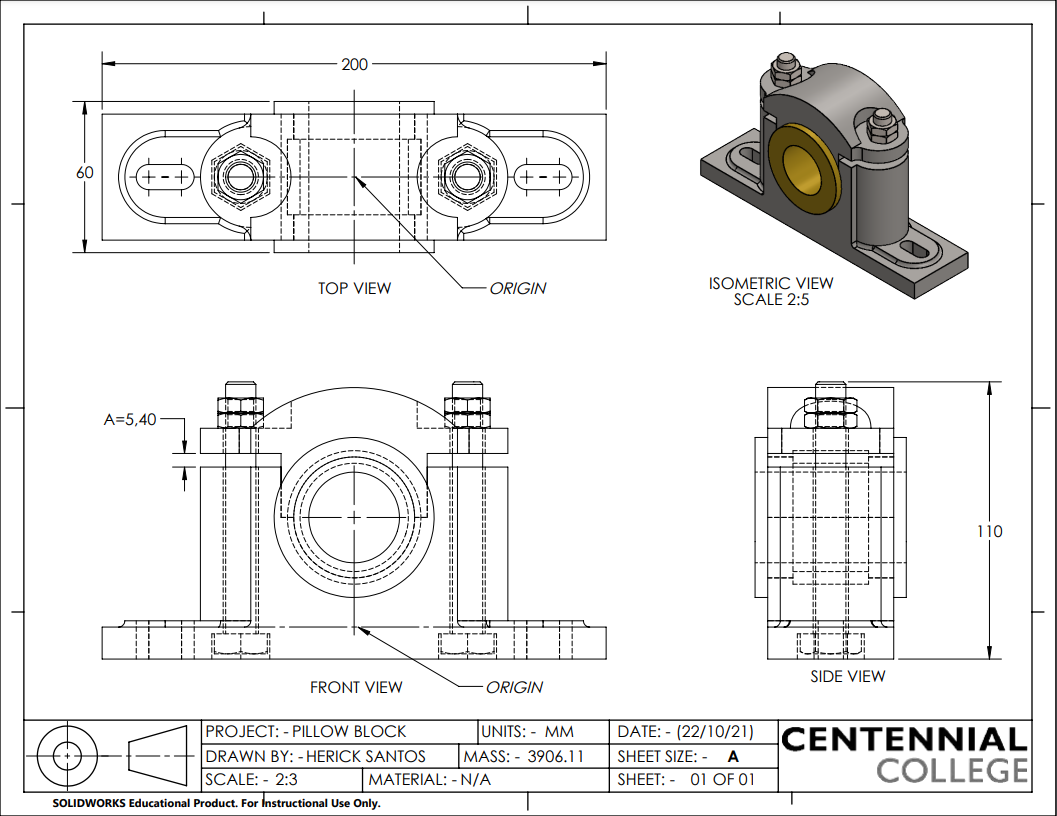 200
60
TOP VIEW
ORIGIN
ISOMETRIC VIEW
SCALE 2:5
A=5,40
110
FRONT VIEW
ORIGIN
SIDE VIEW
PROJECT: - PILLOW BLOCK
UNITS: - MM
DATE: - (22/10/21)
DRAWN BY: - HERICK SANTOS
MASS: - 3906.11
SHEET SIZE: - A
SCALE: - 2:3
MATERIAL: - N/A
SHEET: - 01 OF 01
CENTENNIAL
COLLEGE
SOLIDWORKS Educational Product. For Instructional Use Only.